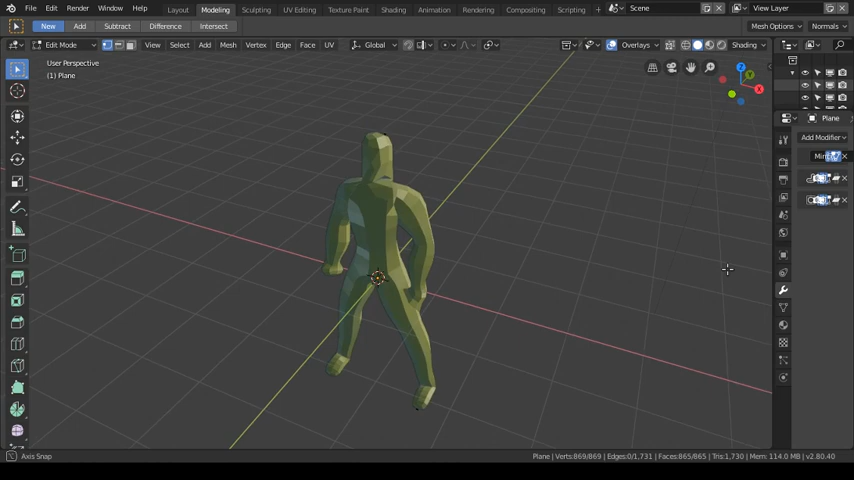 File Edit Render Window Help Layout Modeling Sculpting UV Editing Texture Paint Shading Animation Rendering Compositing Scripting Scene View Layer
New Add Subtract Difference Intersect Mesh Options Normals
Edit Mode View Select Add Mesh Vertex Edge Face UV Global Overlays Shading
User Perspective
(1) Plane
Z
Y
X
Plane
Add Modifier
Axis Snap Plane | Verts:869/869 | Edges:0/1,731 | Faces:865/865 | Tris:1,730 | Mem: 114.0 MB | v2.80.40